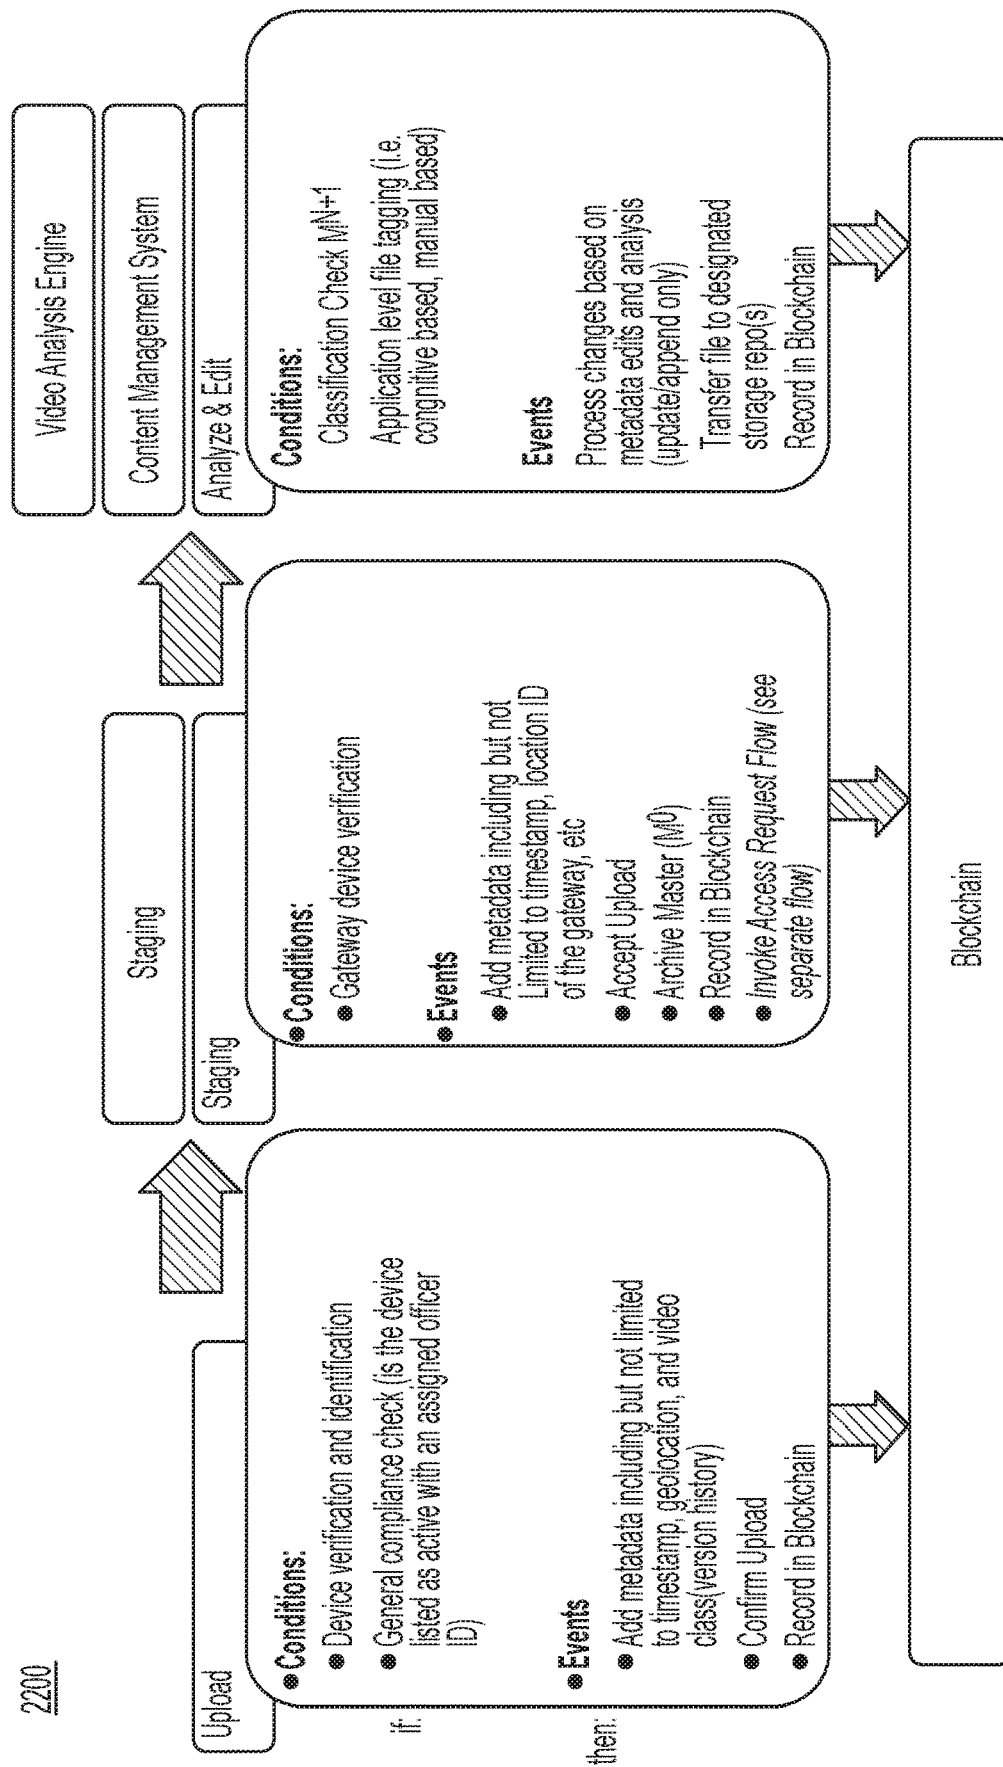 2200
Upload
if:
then:
Conditions:
Device verification and identification
General compliance check (is the device
listed as active with an assigned officer
ID)
Events
Add metadata including but not limited
to timestamp, geolocation, and video
class(version history)
Confirm Upload
Record in Blockchain
Staging
Staging
Conditions:
Gateway device verification
Events
Add metadata including but not
Limited to timestamp, location ID
of the gateway, etc
Accept Upload
Archive Master (M0)
Record in Blockchain
Invoke Access Request Flow (see
separate flow)
Video Analysis Engine
Content Management System
Analyze & Edit
Conditions:
Classification Check MN+1
Application level file tagging (i.e.
congnitive based, manual based)
Events
Process changes based on
metadata edits and analysis
(update/append only)
Transfer file to designated
storage repo(s)
Record in Blockchain
Blockchain